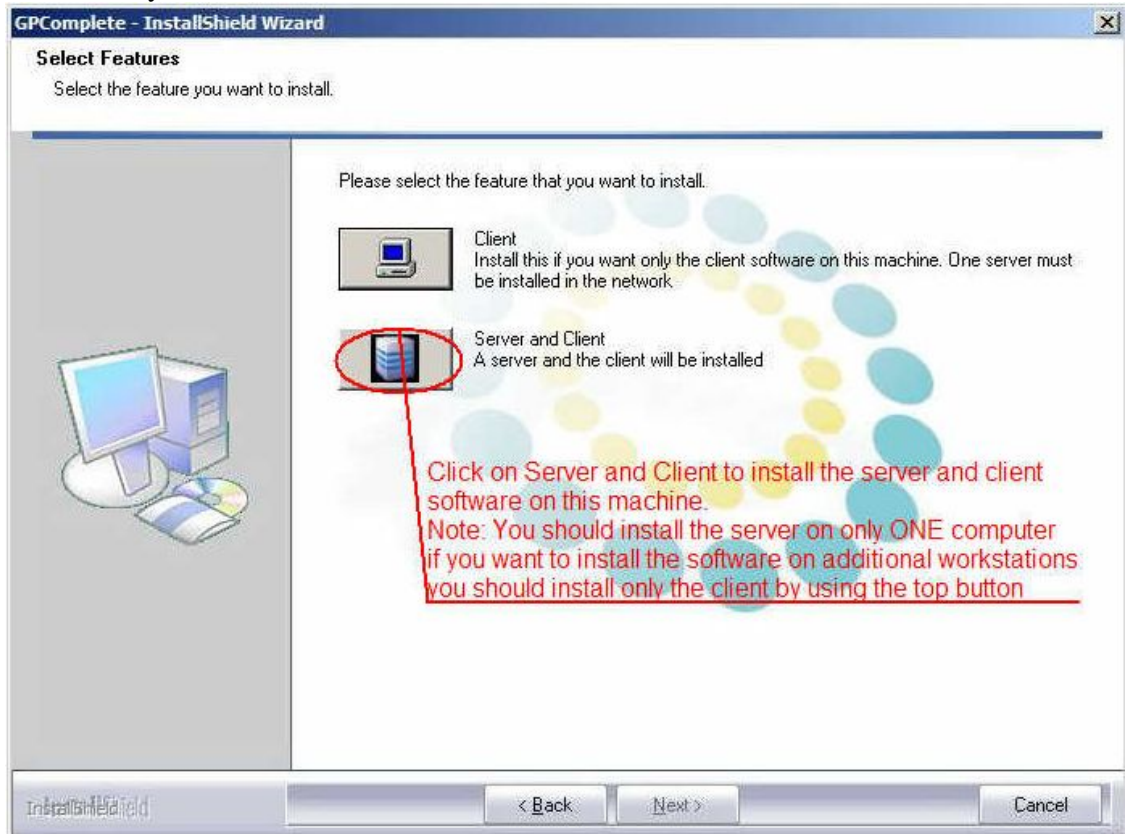 GPComplete - InstallShield Wizard
Select Features
Select the feature you want to install.
Please select the feature that you want to install.
Client
Install this if you want only the client software on this machine. One server must
be installed in the network
Server and Client
A server and the client will be installed
Click on Server and Client to install the server and client
software on this machine.
Note: You should install the server on only ONE computer
if you want to install the software on additional workstations
you should install only the client by using the top button
InstallShield
< Back
Next >
Cancel